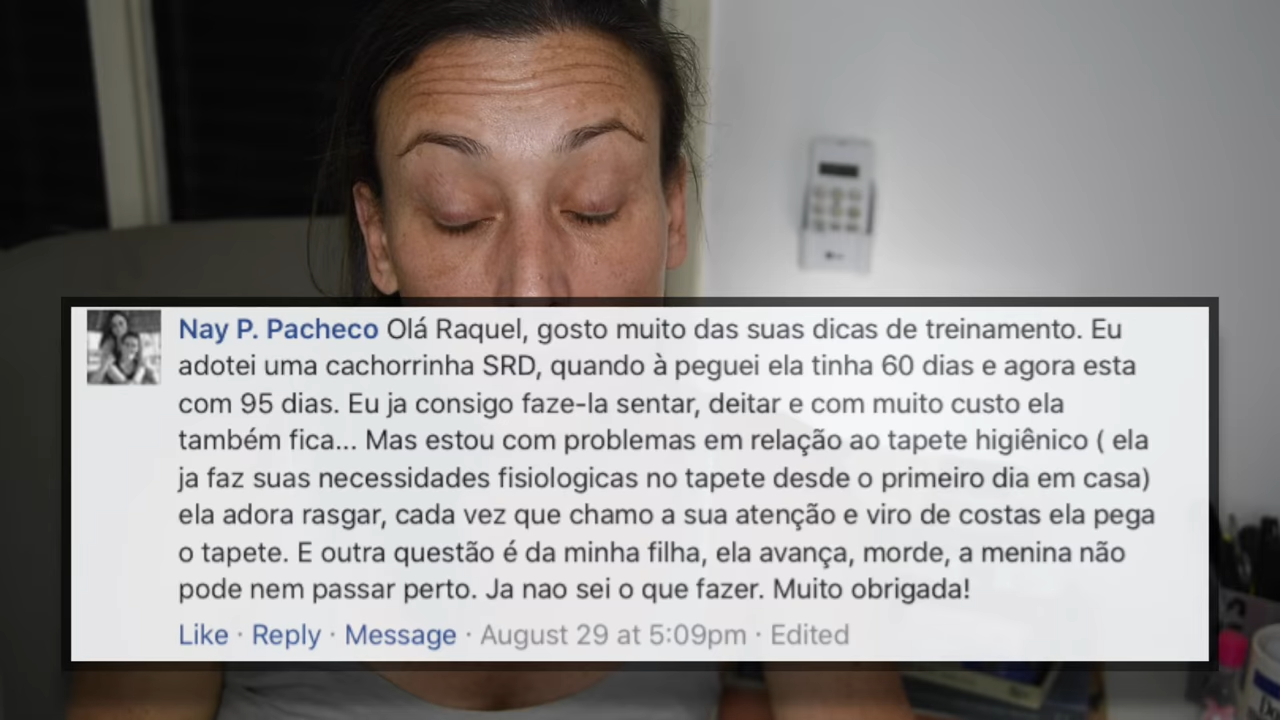 Nay P. Pacheco Olá Raquel, gosto muito das suas dicas de treinamento. Eu
adotei uma cachorrinha SRD, quando à peguei ela tinha 60 dias e agora esta
com 95 dias. Eu ja consigo faze-la sentar, deitar e com muito custo ela
também fica... Mas estou com problemas em relação ao tapete higiênico ( ela
ja faz suas necessidades fisiologicas no tapete desde o primeiro dia em casa)
ela adora rasgar, cada vez que chamo a sua atenção e viro de costas ela pega
o tapete. E outra questão é da minha filha, ela avança, morde, a menina não
pode nem passar perto. Ja nao sei o que fazer. Muito obrigada!
Like · Reply · Message · August 29 at 5:09pm · Edited